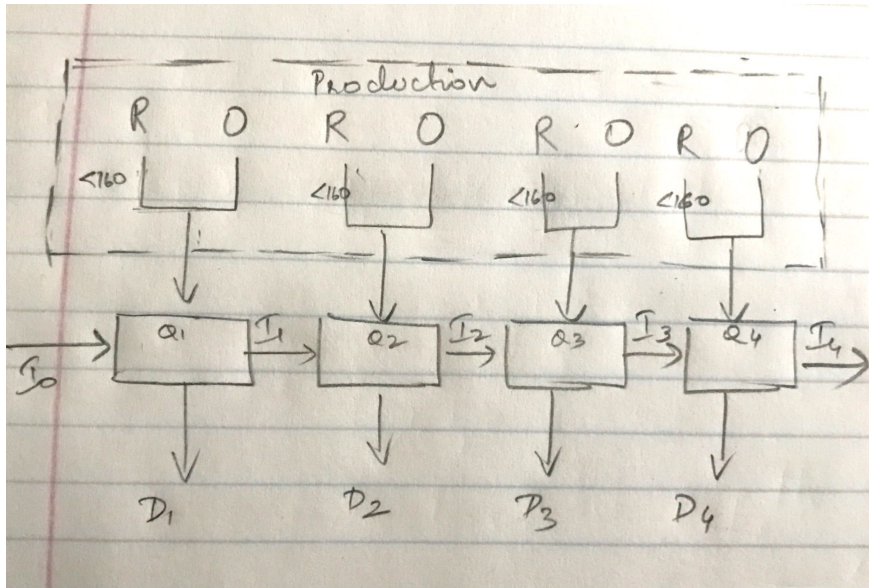 Production
R O R O R O R O
<160 <160 <160 <160
Q1 I1 Q2 I2 Q3 I3 Q4 I4
I0
D1 D2 D3 D4